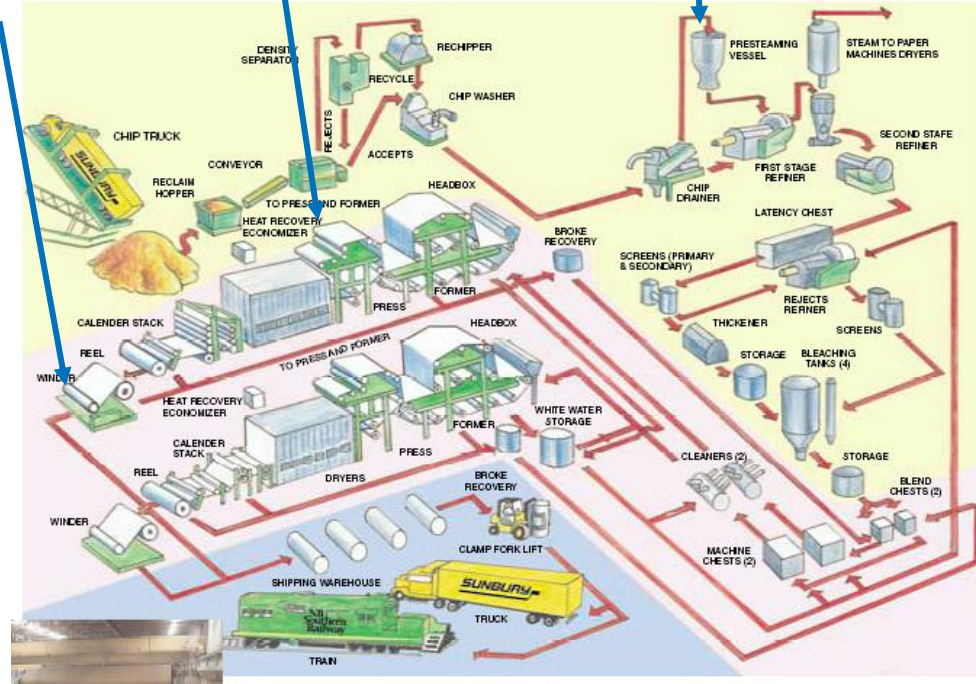 DENSITY
SEPARATOR
RECHIPPER
RECYCLE
CHIP WASHER
REJECTS
ACCEPTS
PRESTEAMING
VESSEL
STEAM TO PAPER
MACHINES DRYERS
CHIP TRUCK
SUNBURY
CONVEYOR
RECLAIM
HOPPER
CHIP
DRAINER
FIRST STAGE
REFINER
SECOND STAFE
REFINER
TO PRESS AND FORMER
HEADBOX
HEAT RECOVERY
ECONOMIZER
BROKE
RECOVERY
LATENCY CHEST
SCREENS (PRIMARY
& SECONDARY)
REJECTS
RERNER
SCREENS
PRESS
FORMER
CALENDER STACK
REEL
WINDER
TO PRESS AND FORMER
HEADBOX
THICKENER
STORAGE
BLEACHING
TANKS (4)
HEAT RECOVERY
ECONOMIZER
FORMER
WHITE WATER
STORAGE
PRESS
CALENDER
STACK
DRYERS
REEL
WINDER
CLEANERS (2)
STORAGE
BLEND
CHESTS (2)
BROKE
RECOVERY
CLAMP FORK LIFT
MACHINE
CHESTS (2)
SHIPPING WAREHOUSE
SUNBURY
TRUCK
NB
Southern
Railway
TRAIN